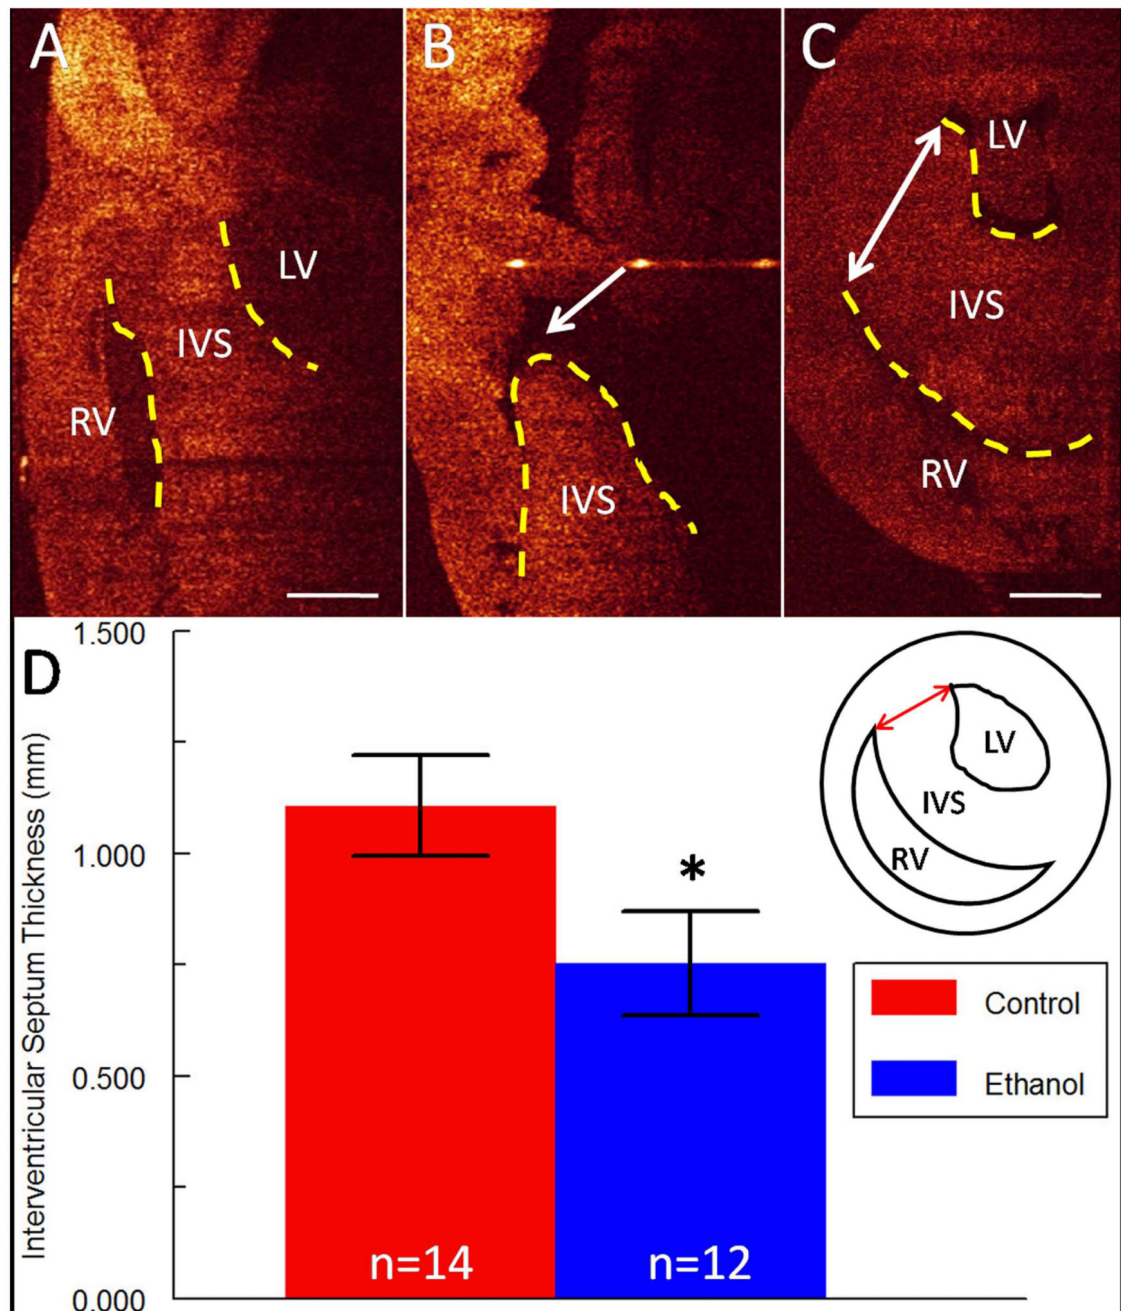 A
B
C
LV
IVS
RV
IVS
LV
IVS
RV
D
Interventricular Septum Thickness (mm)
1.500
1.000
0.500
0.000
*
n=14
n=12
LV
IVS
RV
Control
Ethanol